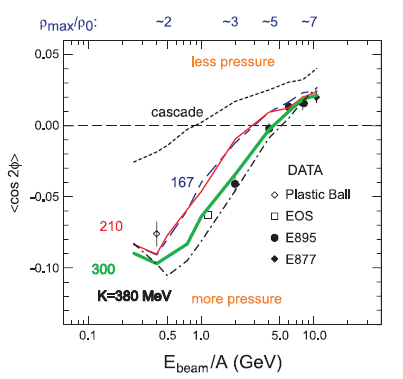 ρmax/ρ0: ~2 ~3 ~5 ~7
less pressure
0.05
cascade
0.00
<cos 2ϕ>
DATA
167
Plastic Ball
-0.05
EOS
210
E895
300
E877
-0.10
K=380 MeV
more pressure
0.1 0.5 1.0 5.0 10.0
Ebeam/A (GeV)